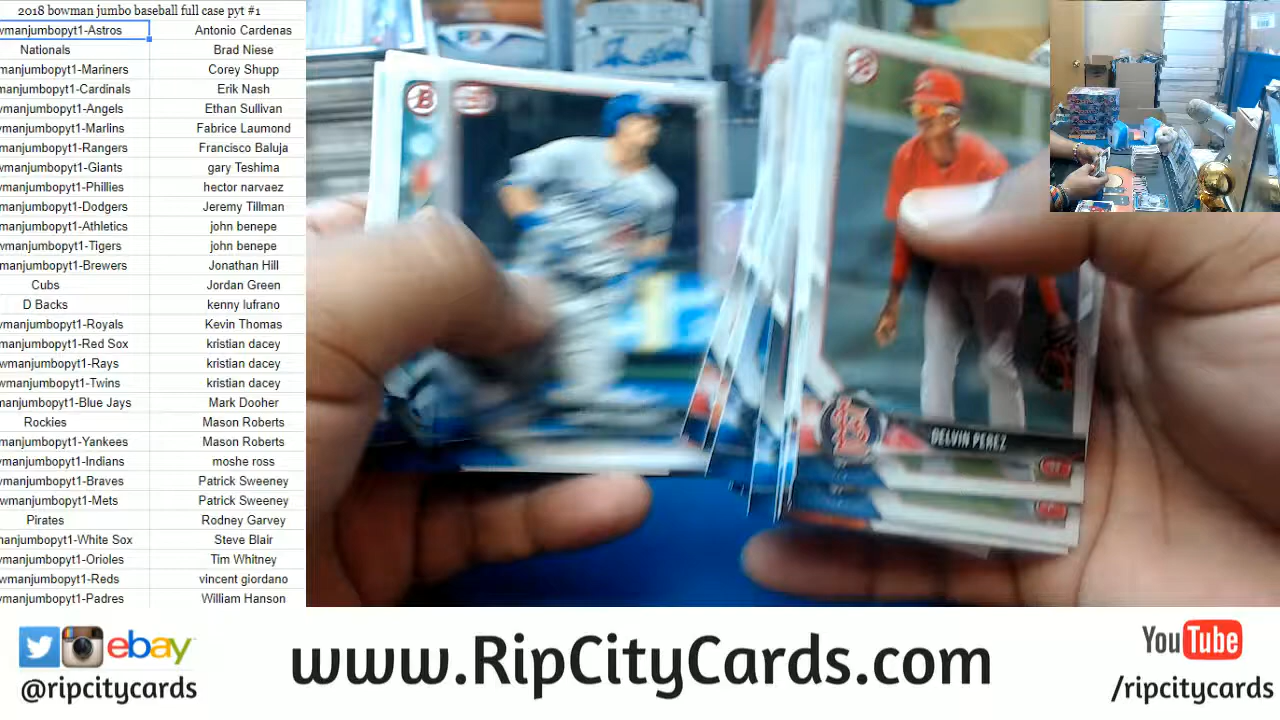 2018 bowman jumbo baseball full case pyt #1
wmanjumbopyt1-Astros Antonio Cardenas
Nationals Brad Niese
manjumbopyt1-Mariners Corey Shupp
manjumbopyt1-Cardinals Erik Nash
wmanjumbopyt1-Angels Ethan Sullivan
wmanjumbopyt1-Marlins Fabrice Laumond
wmanjumbopyt1-Rangers Francisco Baluja
wmanjumbopyt1-Giants gary Teshima
wmanjumbopyt1-Phillies hector narvaez
wmanjumbopyt1-Dodgers Jeremy Tillman
manjumbopyt1-Athletics john benepe
wmanjumbopyt1-Tigers john benepe
manjumbopyt1-Brewers Jonathan Hill
Cubs Jordan Green
D Backs kenny lufrano
wmanjumbopyt1-Royals Kevin Thomas
manjumbopyt1-Red Sox kristian dacey
wmanjumbopyt1-Rays kristian dacey
wmanjumbopyt1-Twins kristian dacey
manjumbopyt1-Blue Jays Mark Dooher
Rockies Mason Roberts
manjumbopyt1-Yankees Mason Roberts
wmanjumbopyt1-Indians moshe ross
wmanjumbopyt1-Braves Patrick Sweeney
wmanjumbopyt1-Mets Patrick Sweeney
Pirates Rodney Garvey
manjumbopyt1-White Sox Steve Blair
wmanjumbopyt1-Orioles Tim Whitney
wmanjumbopyt1-Reds vincent giordano
wmanjumbopyt1-Padres William Hanson
B
DELVIN PEREZ
ebay
@ripcitycards
www.RipCityCards.com
YouTube
/ripcitycards